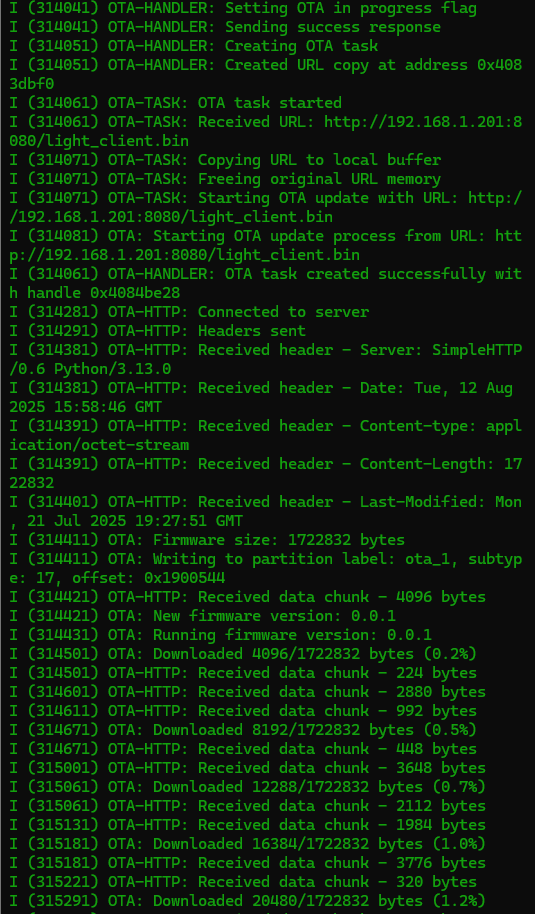 I (314041) OTA-HANDLER: Setting OTA in progress flag
I (314041) OTA-HANDLER: Sending success response
I (314051) OTA-HANDLER: Creating OTA task
I (314051) OTA-HANDLER: Created URL copy at address 0x408
3dbf0
I (314061) OTA-TASK: OTA task started
I (314061) OTA-TASK: Received URL: http://192.168.1.201:8
080/light_client.bin
I (314071) OTA-TASK: Copying URL to local buffer
I (314071) OTA-TASK: Freeing original URL memory
I (314071) OTA-TASK: Starting OTA update with URL: http:/
/192.168.1.201:8080/light_client.bin
I (314081) OTA: Starting OTA update process from URL: htt
p://192.168.1.201:8080/light_client.bin
I (314061) OTA-HANDLER: OTA task created successfully wit
h handle 0x4084be28
I (314281) OTA-HTTP: Connected to server
I (314291) OTA-HTTP: Headers sent
I (314381) OTA-HTTP: Received header - Server: SimpleHTTP
/0.6 Python/3.13.0
I (314381) OTA-HTTP: Received header - Date: Tue, 12 Aug
2025 15:58:46 GMT
I (314391) OTA-HTTP: Received header - Content-type: appl
ication/octet-stream
I (314391) OTA-HTTP: Received header - Content-Length: 17
22832
I (314401) OTA-HTTP: Received header - Last-Modified: Mon
, 21 Jul 2025 19:27:51 GMT
I (314411) OTA: Firmware size: 1722832 bytes
I (314411) OTA: Writing to partition label: ota_1, subtyp
e: 17, offset: 0x1900544
I (314421) OTA-HTTP: Received data chunk - 4096 bytes
I (314421) OTA: New firmware version: 0.0.1
I (314431) OTA: Running firmware version: 0.0.1
I (314501) OTA: Downloaded 4096/1722832 bytes (0.2%)
I (314501) OTA-HTTP: Received data chunk - 224 bytes
I (314601) OTA-HTTP: Received data chunk - 2880 bytes
I (314611) OTA-HTTP: Received data chunk - 992 bytes
I (314671) OTA: Downloaded 8192/1722832 bytes (0.5%)
I (314671) OTA-HTTP: Received data chunk - 448 bytes
I (315001) OTA-HTTP: Received data chunk - 3648 bytes
I (315061) OTA: Downloaded 12288/1722832 bytes (0.7%)
I (315061) OTA-HTTP: Received data chunk - 2112 bytes
I (315131) OTA-HTTP: Received data chunk - 1984 bytes
I (315181) OTA: Downloaded 16384/1722832 bytes (1.0%)
I (315181) OTA-HTTP: Received data chunk - 3776 bytes
I (315221) OTA-HTTP: Received data chunk - 320 bytes
I (315291) OTA: Downloaded 20480/1722832 bytes (1.2%)